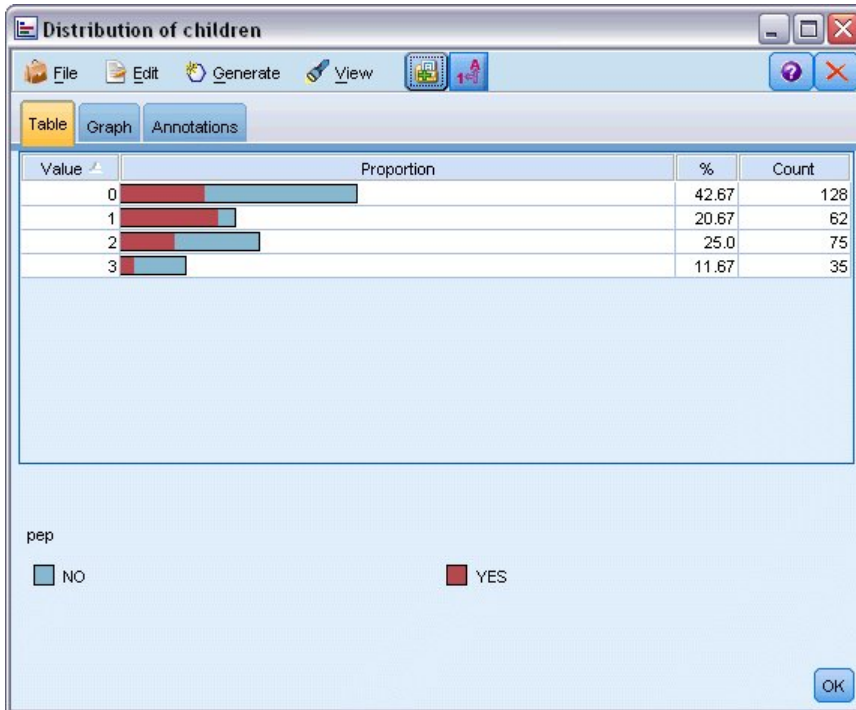 Distribution of children
File Edit Generate View
Table Graph Annotations
Value Proportion % Count
0 42.67 128
1 20.67 62
2 25.0 75
3 11.67 35
pep
NO YES
OK